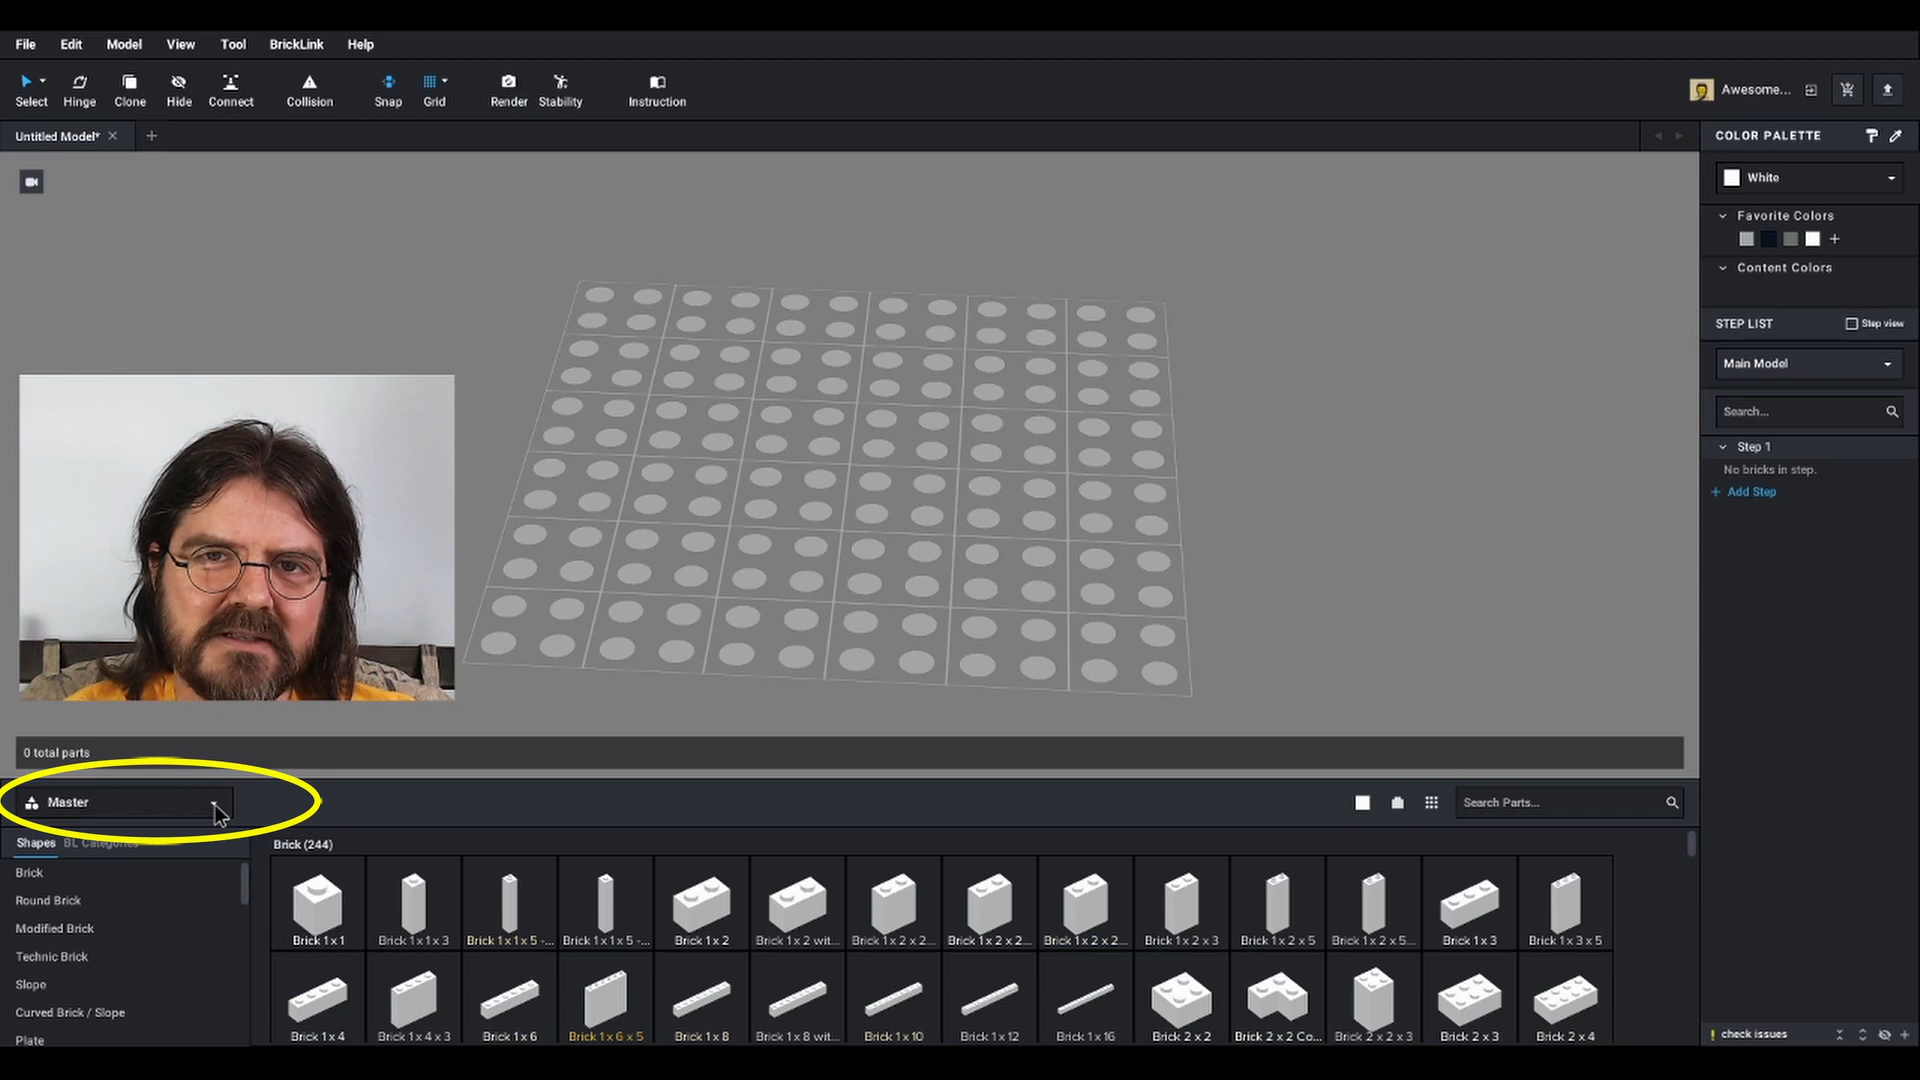 File Edit Model View Tool BrickLink Help
Select Hinge Clone Hide Connect Collision Snap Grid Render Stability Instruction Awesome...
Untitled Model*
COLOR PALETTE
White
Favorite Colors
Content Colors
STEP LIST Step view
Main Model
Search...
Step 1
No bricks in step.
+ Add Step
0 total parts
Master
Search Parts...
Shapes BL Categories
Brick (244)
Brick
Round Brick
Modified Brick
Technic Brick
Slope
Curved Brick / Slope
Plate
Brick 1 x 1 Brick 1 x 1 x 3 Brick 1 x 1 x 5 -... Brick 1 x 1 x 5 -... Brick 1 x 2 Brick 1 x 2 wit... Brick 1 x 2 x 2... Brick 1 x 2 x 2... Brick 1 x 2 x 2... Brick 1 x 2 x 3 Brick 1 x 2 x 5 Brick 1 x 2 x 5... Brick 1 x 3 Brick 1 x 3 x 5
Brick 1 x 4 Brick 1 x 4 x 3 Brick 1 x 6 Brick 1 x 6 x 5 Brick 1 x 8 Brick 1 x 8 wit... Brick 1 x 10 Brick 1 x 12 Brick 1 x 16 Brick 2 x 2 Brick 2 x 2 Co... Brick 2 x 2 x 3 Brick 2 x 3 Brick 2 x 4
! check issues